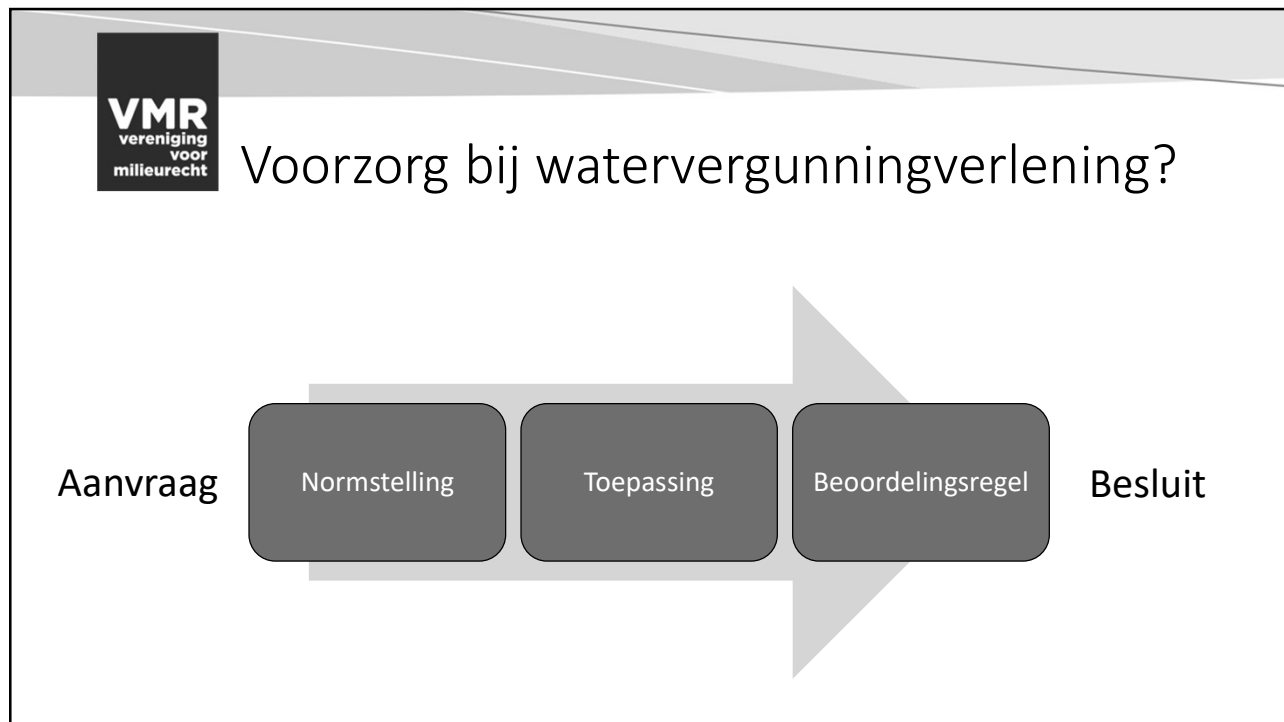 VMR
vereniging
voor
milieurecht
Voorzorg bij watervergunningverlening?
Aanvraag
Normstelling
Toepassing
Beoordelingsregel
Besluit